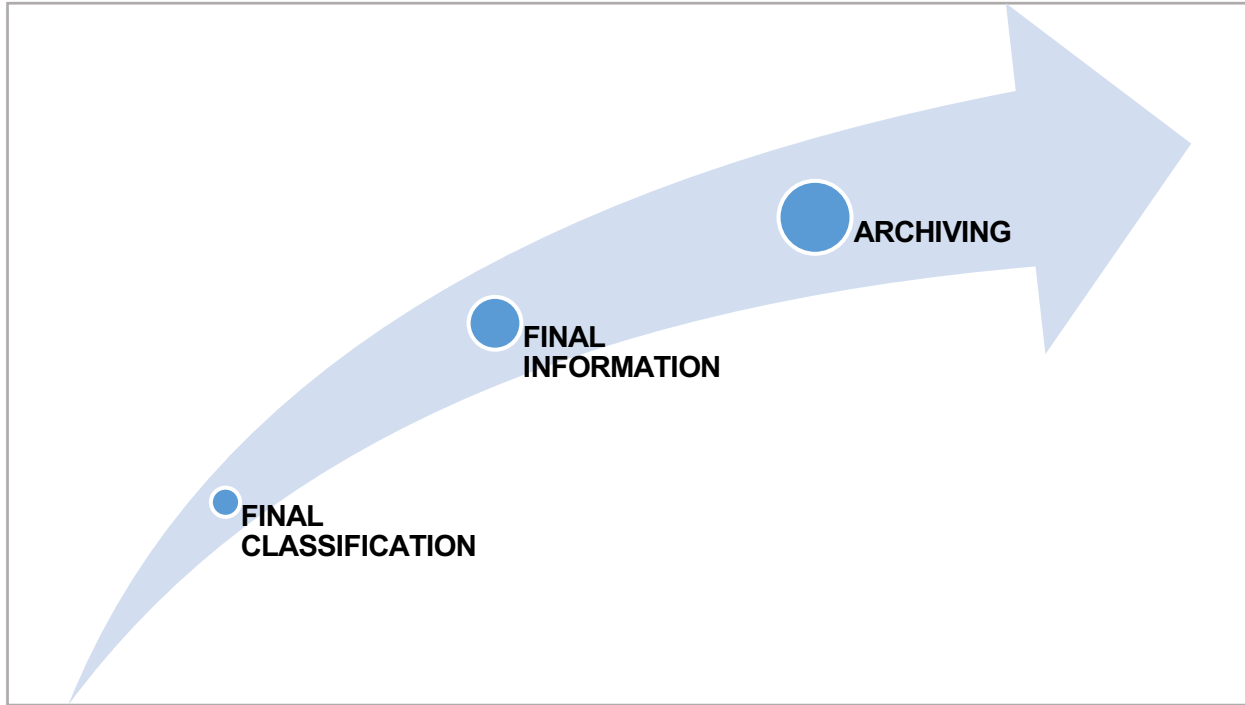 ARCHIVING
FINAL
INFORMATION
FINAL
CLASSIFICATION